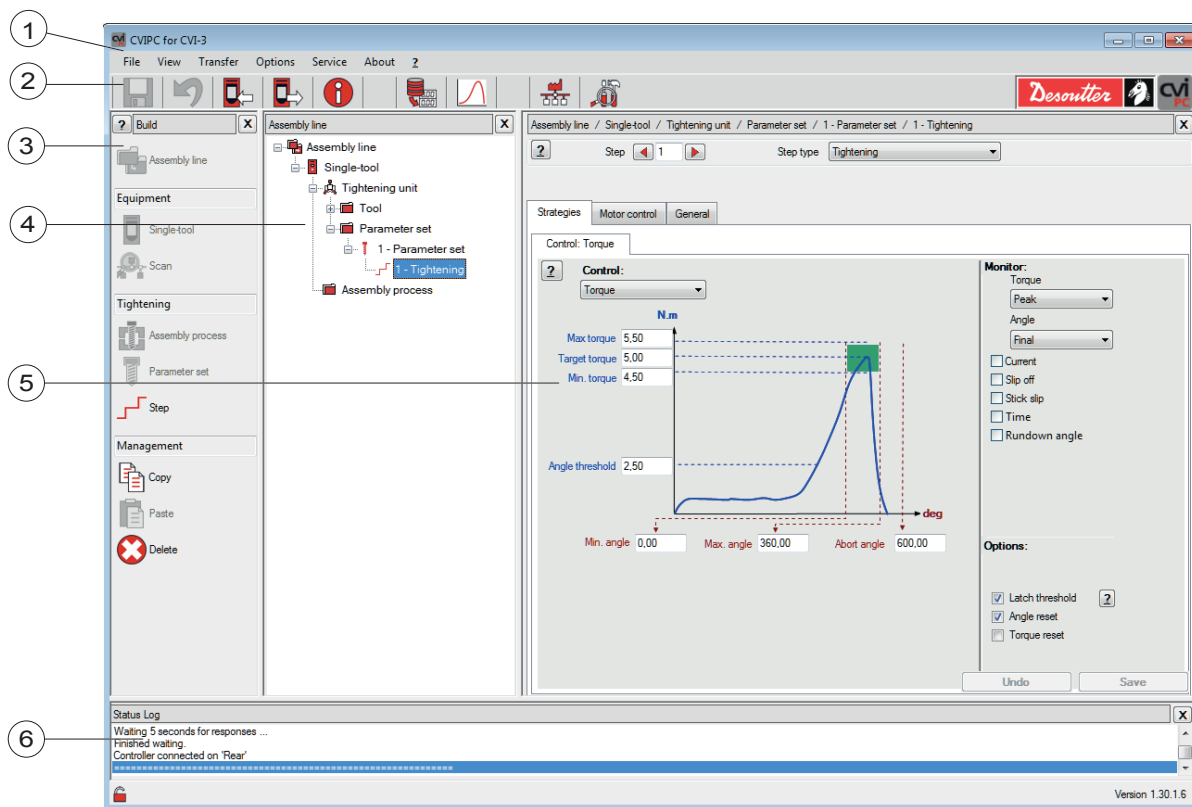 1
CVIPC for CVI-3
File View Transfer Options Service About ?
2
Desoutter
CVI PC
? Build X
Assembly line X
Assembly line / Single-tool / Tightening unit / Parameter set / 1 - Parameter set / 1 - Tightening X
3
Assembly line
Equipment
Single-tool
Scan
Tightening
Assembly process
Parameter set
Step
Management
Copy
Paste
Delete
4
Assembly line
Single-tool
Tightening unit
Tool
Parameter set
1 - Parameter set
1 - Tightening
Assembly process
? Step 1 Step type Tightening
Strategies Motor control General
Control: Torque
? Control:
Torque
5
N.m
Max torque 5,50
Target torque 5,00
Min. torque 4,50
Angle threshold 2,50
deg
Min. angle 0,00 Max. angle 360,00 Abort angle 600,00
Monitor:
Torque
Peak
Angle
Final
Current
Slip off
Stick slip
Time
Rundown angle
Options:
Latch threshold ?
Angle reset
Torque reset
Undo Save
Status Log X
6
Waiting 5 seconds for responses ...
Finished waiting.
Controller connected on 'Rear'
Version 1.30.1.6